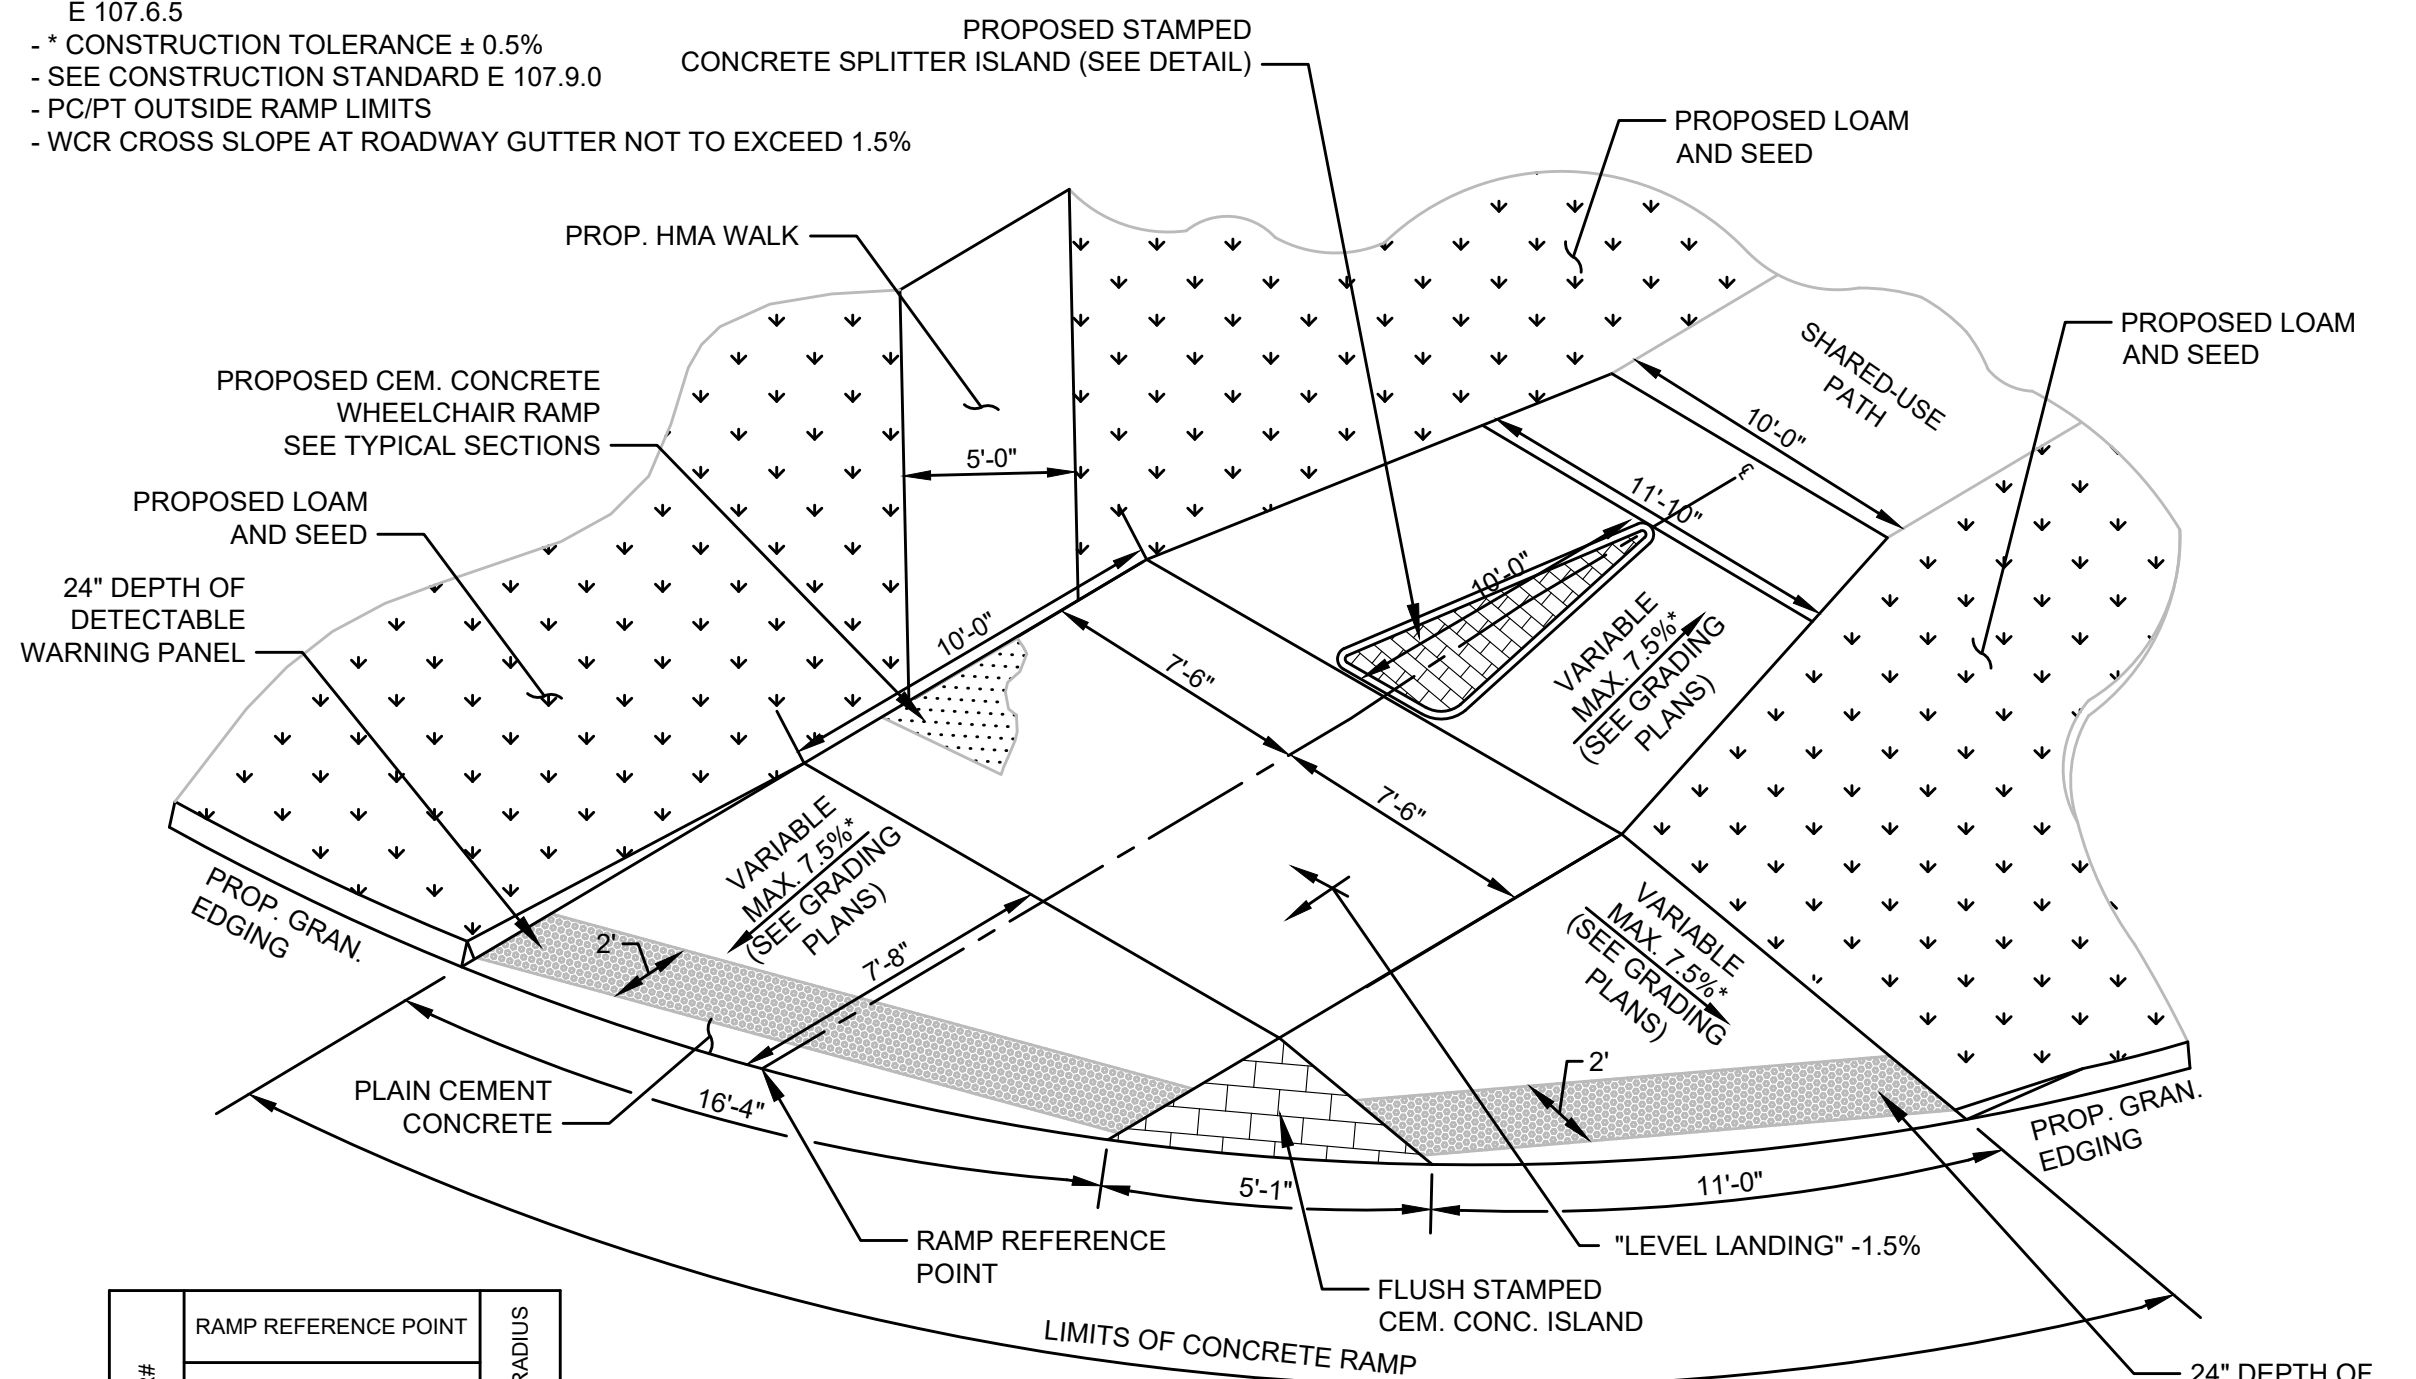 E 107.6.5
- * CONSTRUCTION TOLERANCE ± 0.5%
- SEE CONSTRUCTION STANDARD E 107.9.0
- PC/PT OUTSIDE RAMP LIMITS
- WCR CROSS SLOPE AT ROADWAY GUTTER NOT TO EXCEED 1.5%
PROPOSED STAMPED
CONCRETE SPLITTER ISLAND (SEE DETAIL)
PROPOSED LOAM
AND SEED
PROP. HMA WALK
PROPOSED LOAM
AND SEED
SHARED-USE
PATH
10'-0"
PROPOSED CEM. CONCRETE
WHEELCHAIR RAMP
SEE TYPICAL SECTIONS
5'-0"
11'-10"
PROPOSED LOAM
AND SEED
24" DEPTH OF
DETECTABLE
WARNING PANEL
10'-0"
10'-0"
7'-6"
VARIABLE
MAX. 7.5%*
(SEE GRADING
PLANS)
7'-6"
VARIABLE
MAX. 7.5%*
(SEE GRADING
PLANS)
VARIABLE
MAX. 7.5%*
(SEE GRADING
PLANS)
PROP. GRAN.
EDGING
2'
7'-8"
2'
PLAIN CEMENT
CONCRETE
16'-4"
5'-1"
11'-0"
PROP. GRAN.
EDGING
RAMP REFERENCE
POINT
"LEVEL LANDING" -1.5%
FLUSH STAMPED
CEM. CONC. ISLAND
LIMITS OF CONCRETE RAMP
RAMP REFERENCE POINT
RADIUS
#
24" DEPTH OF